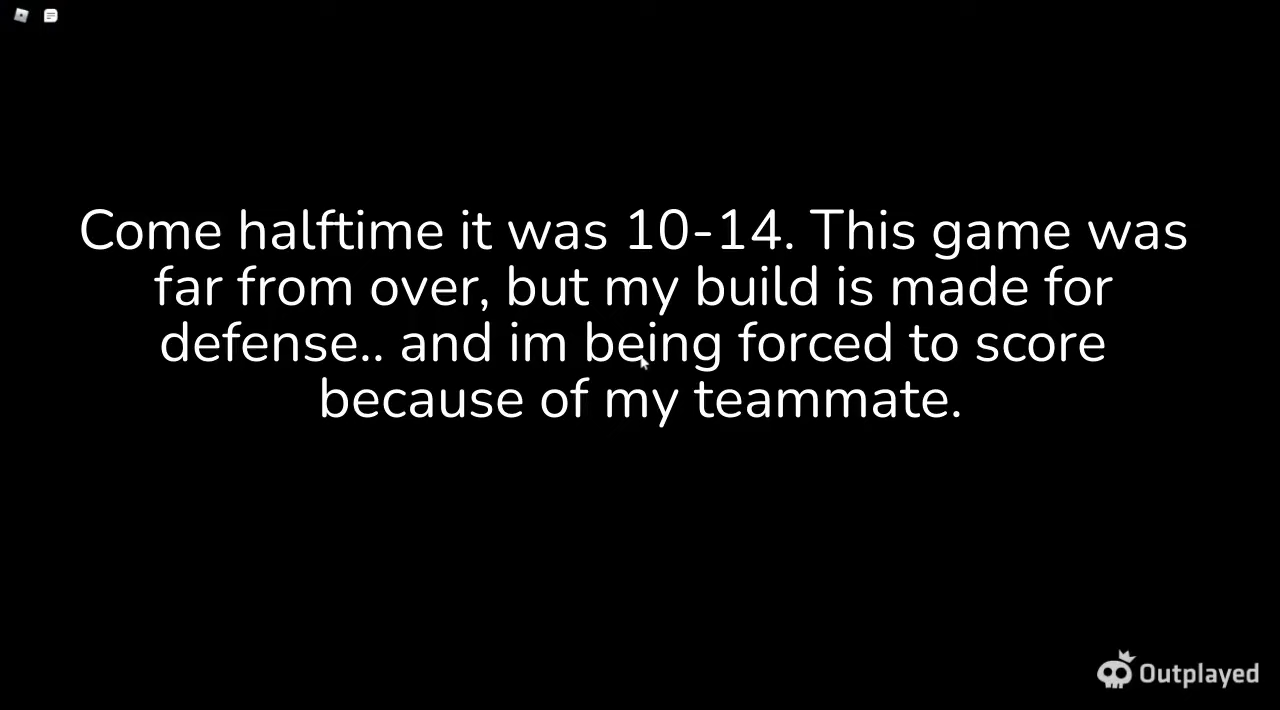 Come halftime it was 10-14. This game was
far from over, but my build is made for
defense.. and im being forced to score
because of my teammate.
Outplayed